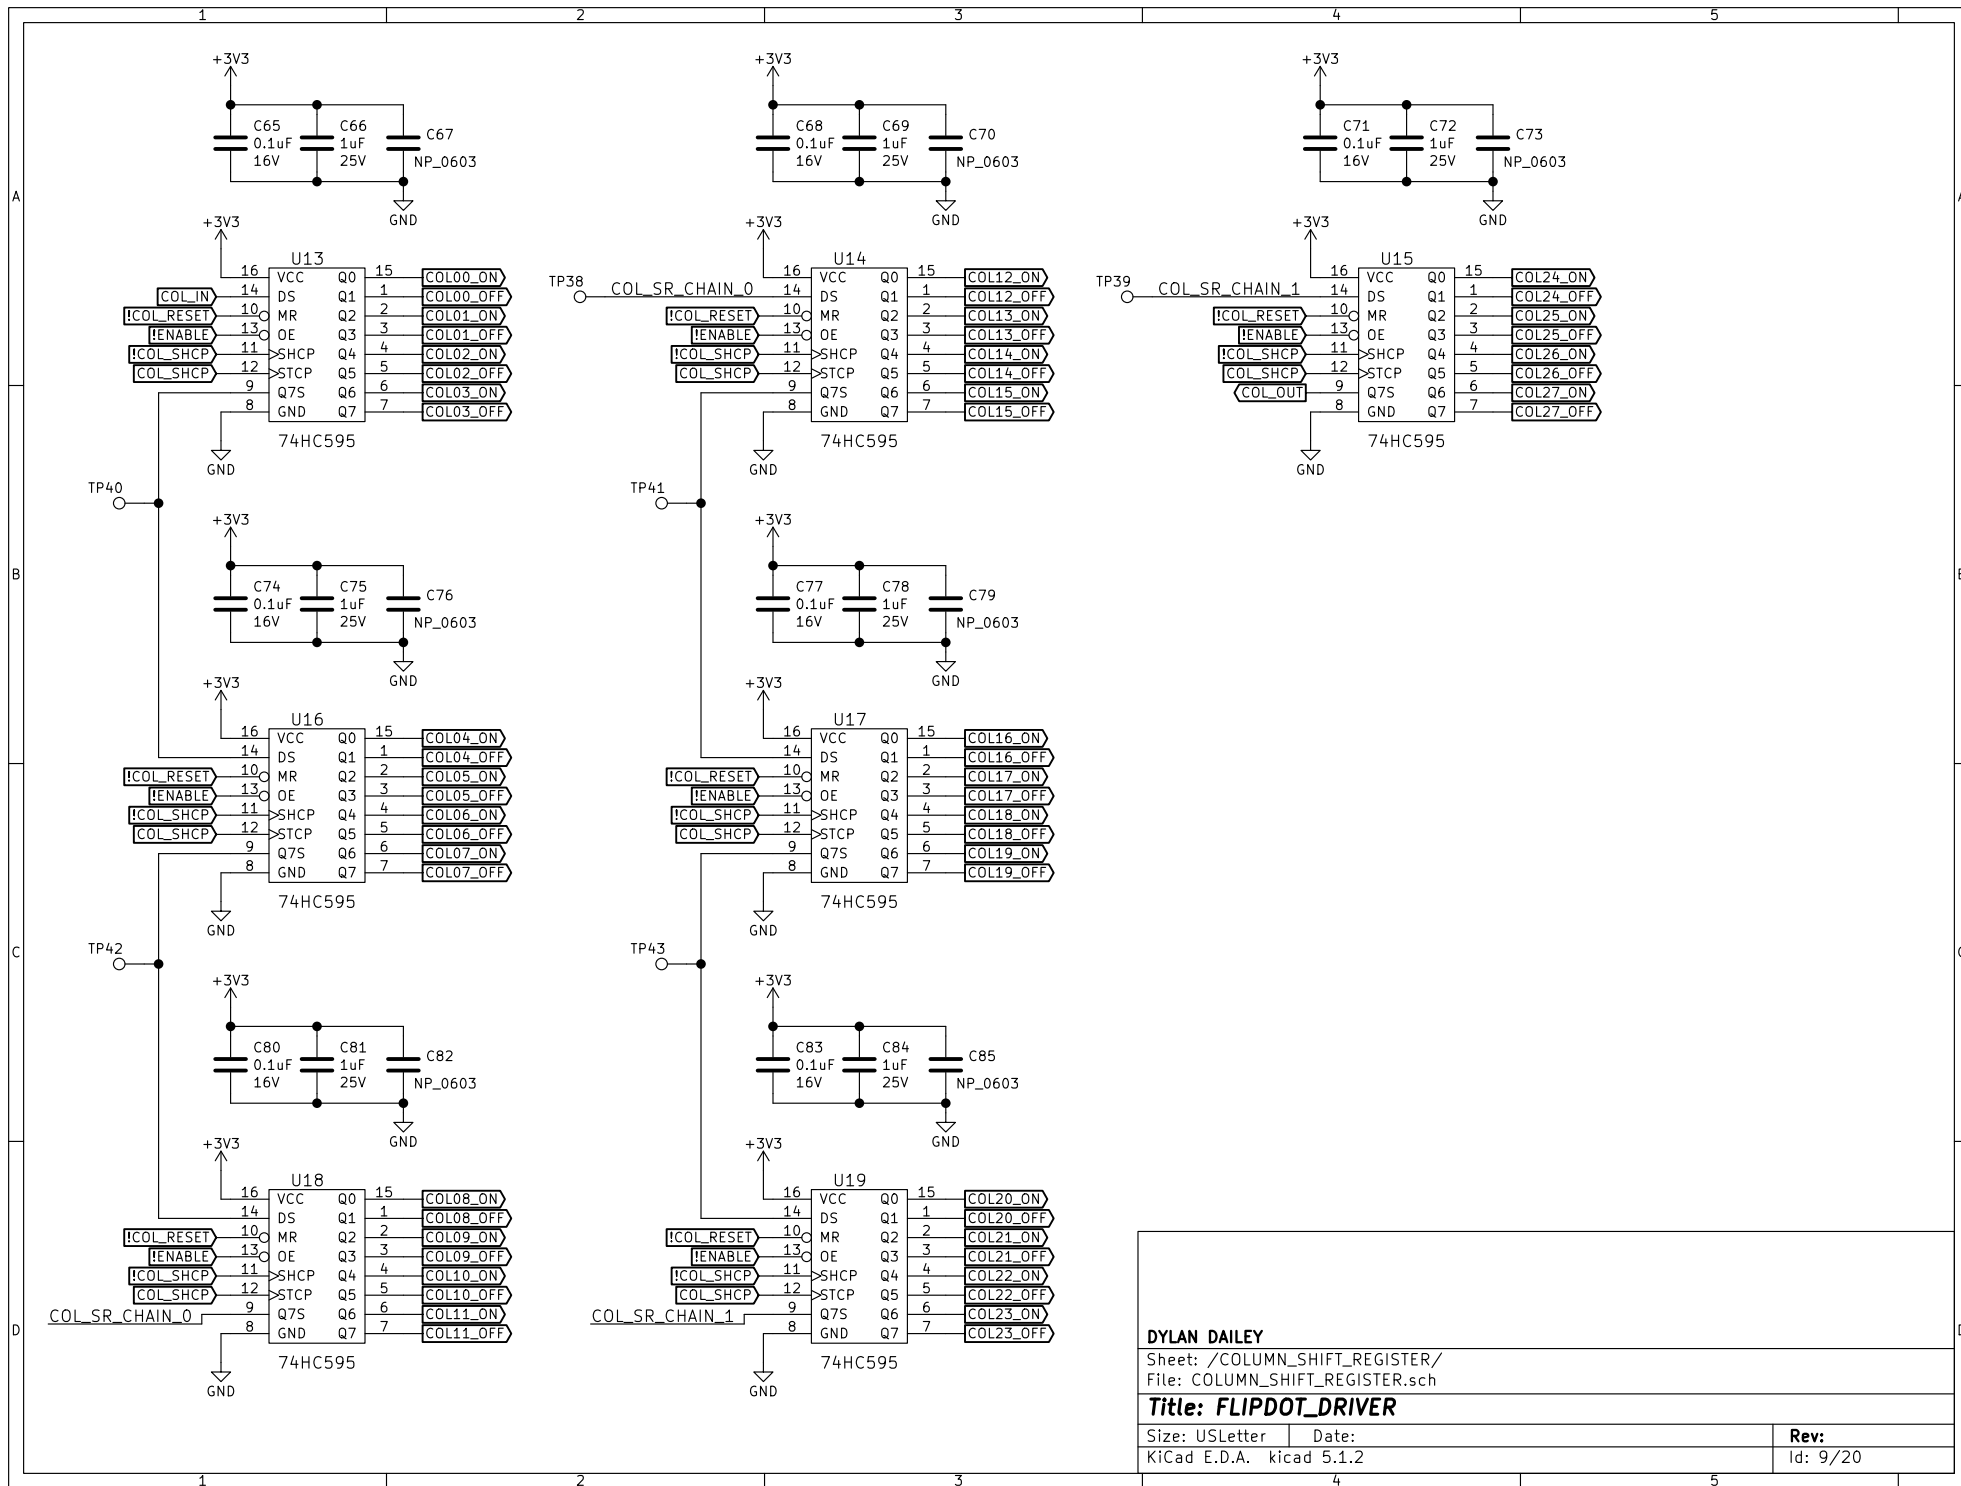 1 2 3 4 5
A
B
C
D
+3V3
C65 0.1uF 16V
C66 1uF 25V
C67 NP_0603
GND
+3V3
U13
16 VCC Q0 15 COL00_ON
COL_IN 14 DS Q1 1 COL00_OFF
!COL_RESET 10 MR Q2 2 COL01_ON
!ENABLE 13 OE Q3 3 COL01_OFF
!COL_SHCP 11 SHCP Q4 4 COL02_ON
COL_SHCP 12 STCP Q5 5 COL02_OFF
9 Q7S Q6 6 COL03_ON
8 GND Q7 7 COL03_OFF
74HC595
GND
TP40
+3V3
C74 0.1uF 16V
C75 1uF 25V
C76 NP_0603
GND
+3V3
U16
16 VCC Q0 15 COL04_ON
14 DS Q1 1 COL04_OFF
!COL_RESET 10 MR Q2 2 COL05_ON
!ENABLE 13 OE Q3 3 COL05_OFF
!COL_SHCP 11 SHCP Q4 4 COL06_ON
COL_SHCP 12 STCP Q5 5 COL06_OFF
9 Q7S Q6 6 COL07_ON
8 GND Q7 7 COL07_OFF
74HC595
GND
TP42
+3V3
C80 0.1uF 16V
C81 1uF 25V
C82 NP_0603
GND
+3V3
U18
16 VCC Q0 15 COL08_ON
14 DS Q1 1 COL08_OFF
!COL_RESET 10 MR Q2 2 COL09_ON
!ENABLE 13 OE Q3 3 COL09_OFF
!COL_SHCP 11 SHCP Q4 4 COL10_ON
COL_SHCP 12 STCP Q5 5 COL10_OFF
COL_SR_CHAIN_0 9 Q7S Q6 6 COL11_ON
8 GND Q7 7 COL11_OFF
74HC595
GND
+3V3
C68 0.1uF 16V
C69 1uF 25V
C70 NP_0603
GND
+3V3
U14
16 VCC Q0 15 COL12_ON
TP38 COL_SR_CHAIN_0 14 DS Q1 1 COL12_OFF
!COL_RESET 10 MR Q2 2 COL13_ON
!ENABLE 13 OE Q3 3 COL13_OFF
!COL_SHCP 11 SHCP Q4 4 COL14_ON
COL_SHCP 12 STCP Q5 5 COL14_OFF
9 Q7S Q6 6 COL15_ON
8 GND Q7 7 COL15_OFF
74HC595
GND
TP41
+3V3
C77 0.1uF 16V
C78 1uF 25V
C79 NP_0603
GND
+3V3
U17
16 VCC Q0 15 COL16_ON
14 DS Q1 1 COL16_OFF
!COL_RESET 10 MR Q2 2 COL17_ON
!ENABLE 13 OE Q3 3 COL17_OFF
!COL_SHCP 11 SHCP Q4 4 COL18_ON
COL_SHCP 12 STCP Q5 5 COL18_OFF
9 Q7S Q6 6 COL19_ON
8 GND Q7 7 COL19_OFF
74HC595
GND
TP43
+3V3
C83 0.1uF 16V
C84 1uF 25V
C85 NP_0603
GND
+3V3
U19
16 VCC Q0 15 COL20_ON
14 DS Q1 1 COL20_OFF
!COL_RESET 10 MR Q2 2 COL21_ON
!ENABLE 13 OE Q3 3 COL21_OFF
!COL_SHCP 11 SHCP Q4 4 COL22_ON
COL_SHCP 12 STCP Q5 5 COL22_OFF
COL_SR_CHAIN_1 9 Q7S Q6 6 COL23_ON
8 GND Q7 7 COL23_OFF
74HC595
GND
+3V3
C71 0.1uF 16V
C72 1uF 25V
C73 NP_0603
GND
+3V3
U15
16 VCC Q0 15 COL24_ON
TP39 COL_SR_CHAIN_1 14 DS Q1 1 COL24_OFF
!COL_RESET 10 MR Q2 2 COL25_ON
!ENABLE 13 OE Q3 3 COL25_OFF
!COL_SHCP 11 SHCP Q4 4 COL26_ON
COL_SHCP 12 STCP Q5 5 COL26_OFF
COL_OUT 9 Q7S Q6 6 COL27_ON
8 GND Q7 7 COL27_OFF
74HC595
GND
DYLAN DAILEY
Sheet: /COLUMN_SHIFT_REGISTER/
File: COLUMN_SHIFT_REGISTER.sch
Title: FLIPDOT_DRIVER
Size: USLetter Date: Rev:
KiCad E.D.A. kicad 5.1.2 Id: 9/20
1 2 3 4 5